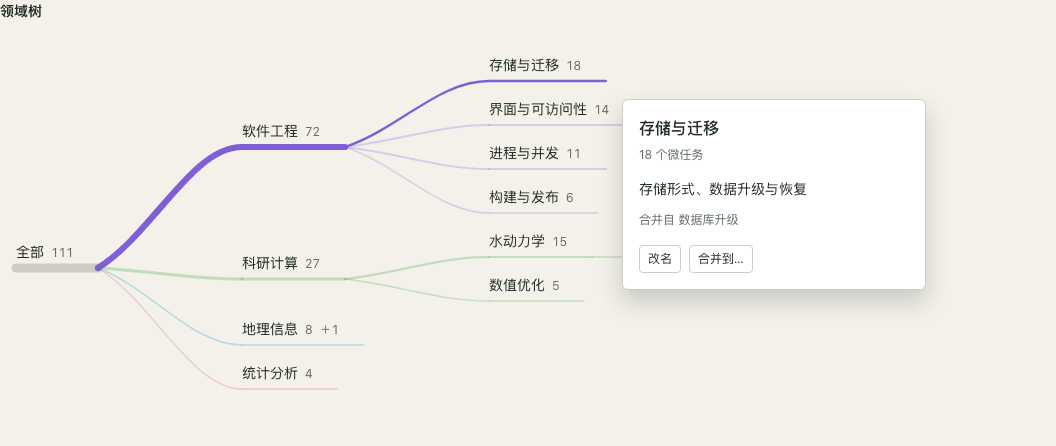 领域树
存储与迁移 18
界面与可访问性 14
软件工程 72
进程与并发 11
构建与发布 6
全部 111
水动力学 15
科研计算 27
数值优化 5
地理信息 8 +1
统计分析 4
存储与迁移
18 个微任务
存储形式、数据升级与恢复
合并自 数据库升级
改名 合并到...